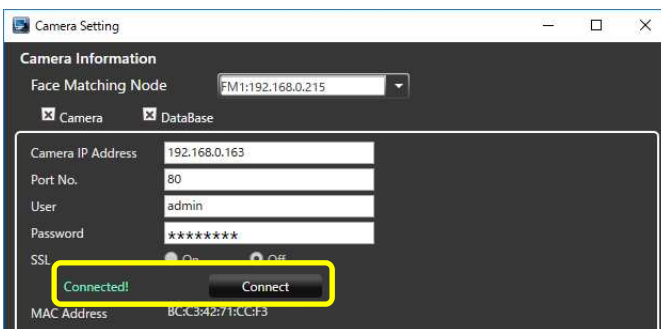 Camera Setting
Camera Information
Face Matching Node FM1:192.168.0.215
Camera DataBase
Camera IP Address 192.168.0.163
Port No. 80
User admin
Password ********
SSL On Off
Connected! Connect
MAC Address BC:C3:42:71:CC:F3